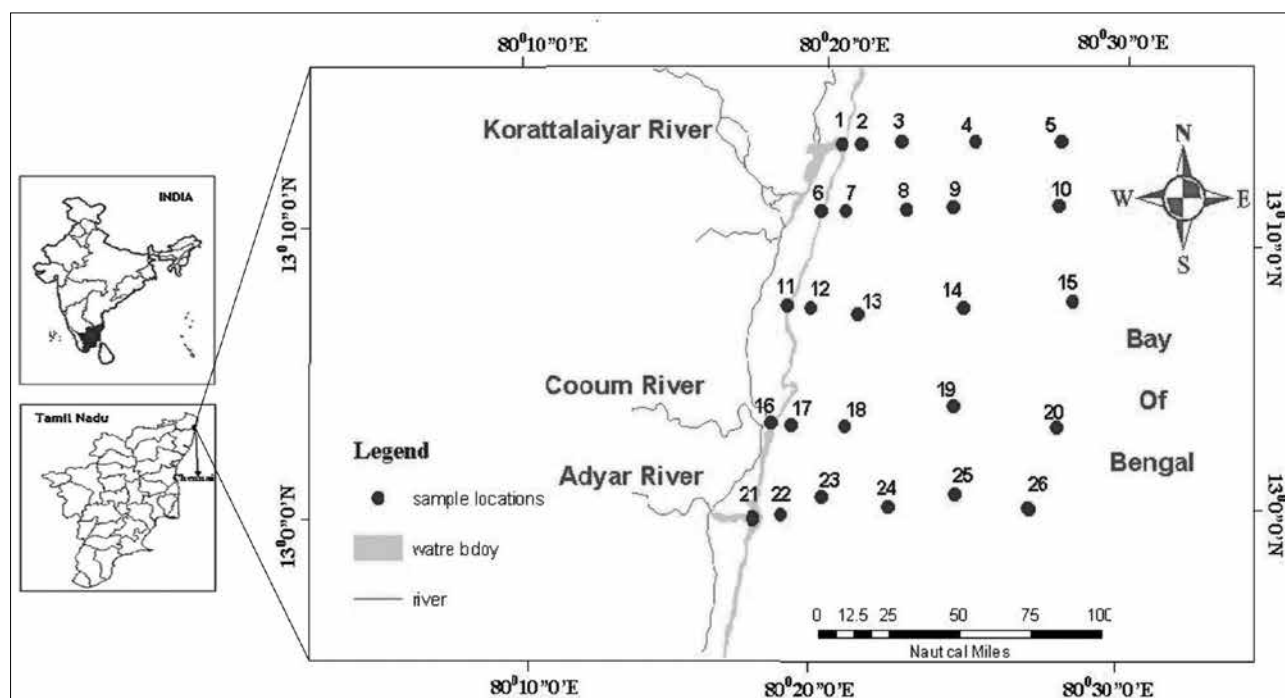 80⁰10"0'E 80⁰20"0'E 80⁰30"0'E
INDIA
Tamil Nadu
Chennai
Korattalaiyar River
Cooum River
Adyar River
1 2 3 4 5
6 7 8 9 10
11 12 13 14 15
16 17 18 19 20
21 22 23 24 25 26
N
W E
S
Bay
Of
Bengal
13⁰10"0'N
13⁰0"0'N
13⁰10"0'N
13⁰0"0'N
Legend
sample locations
watre bdoy
river
0 12.5 25 50 75 100
Nautcal Miles
80⁰10"0'E 80⁰20"0'E 80⁰30"0'E